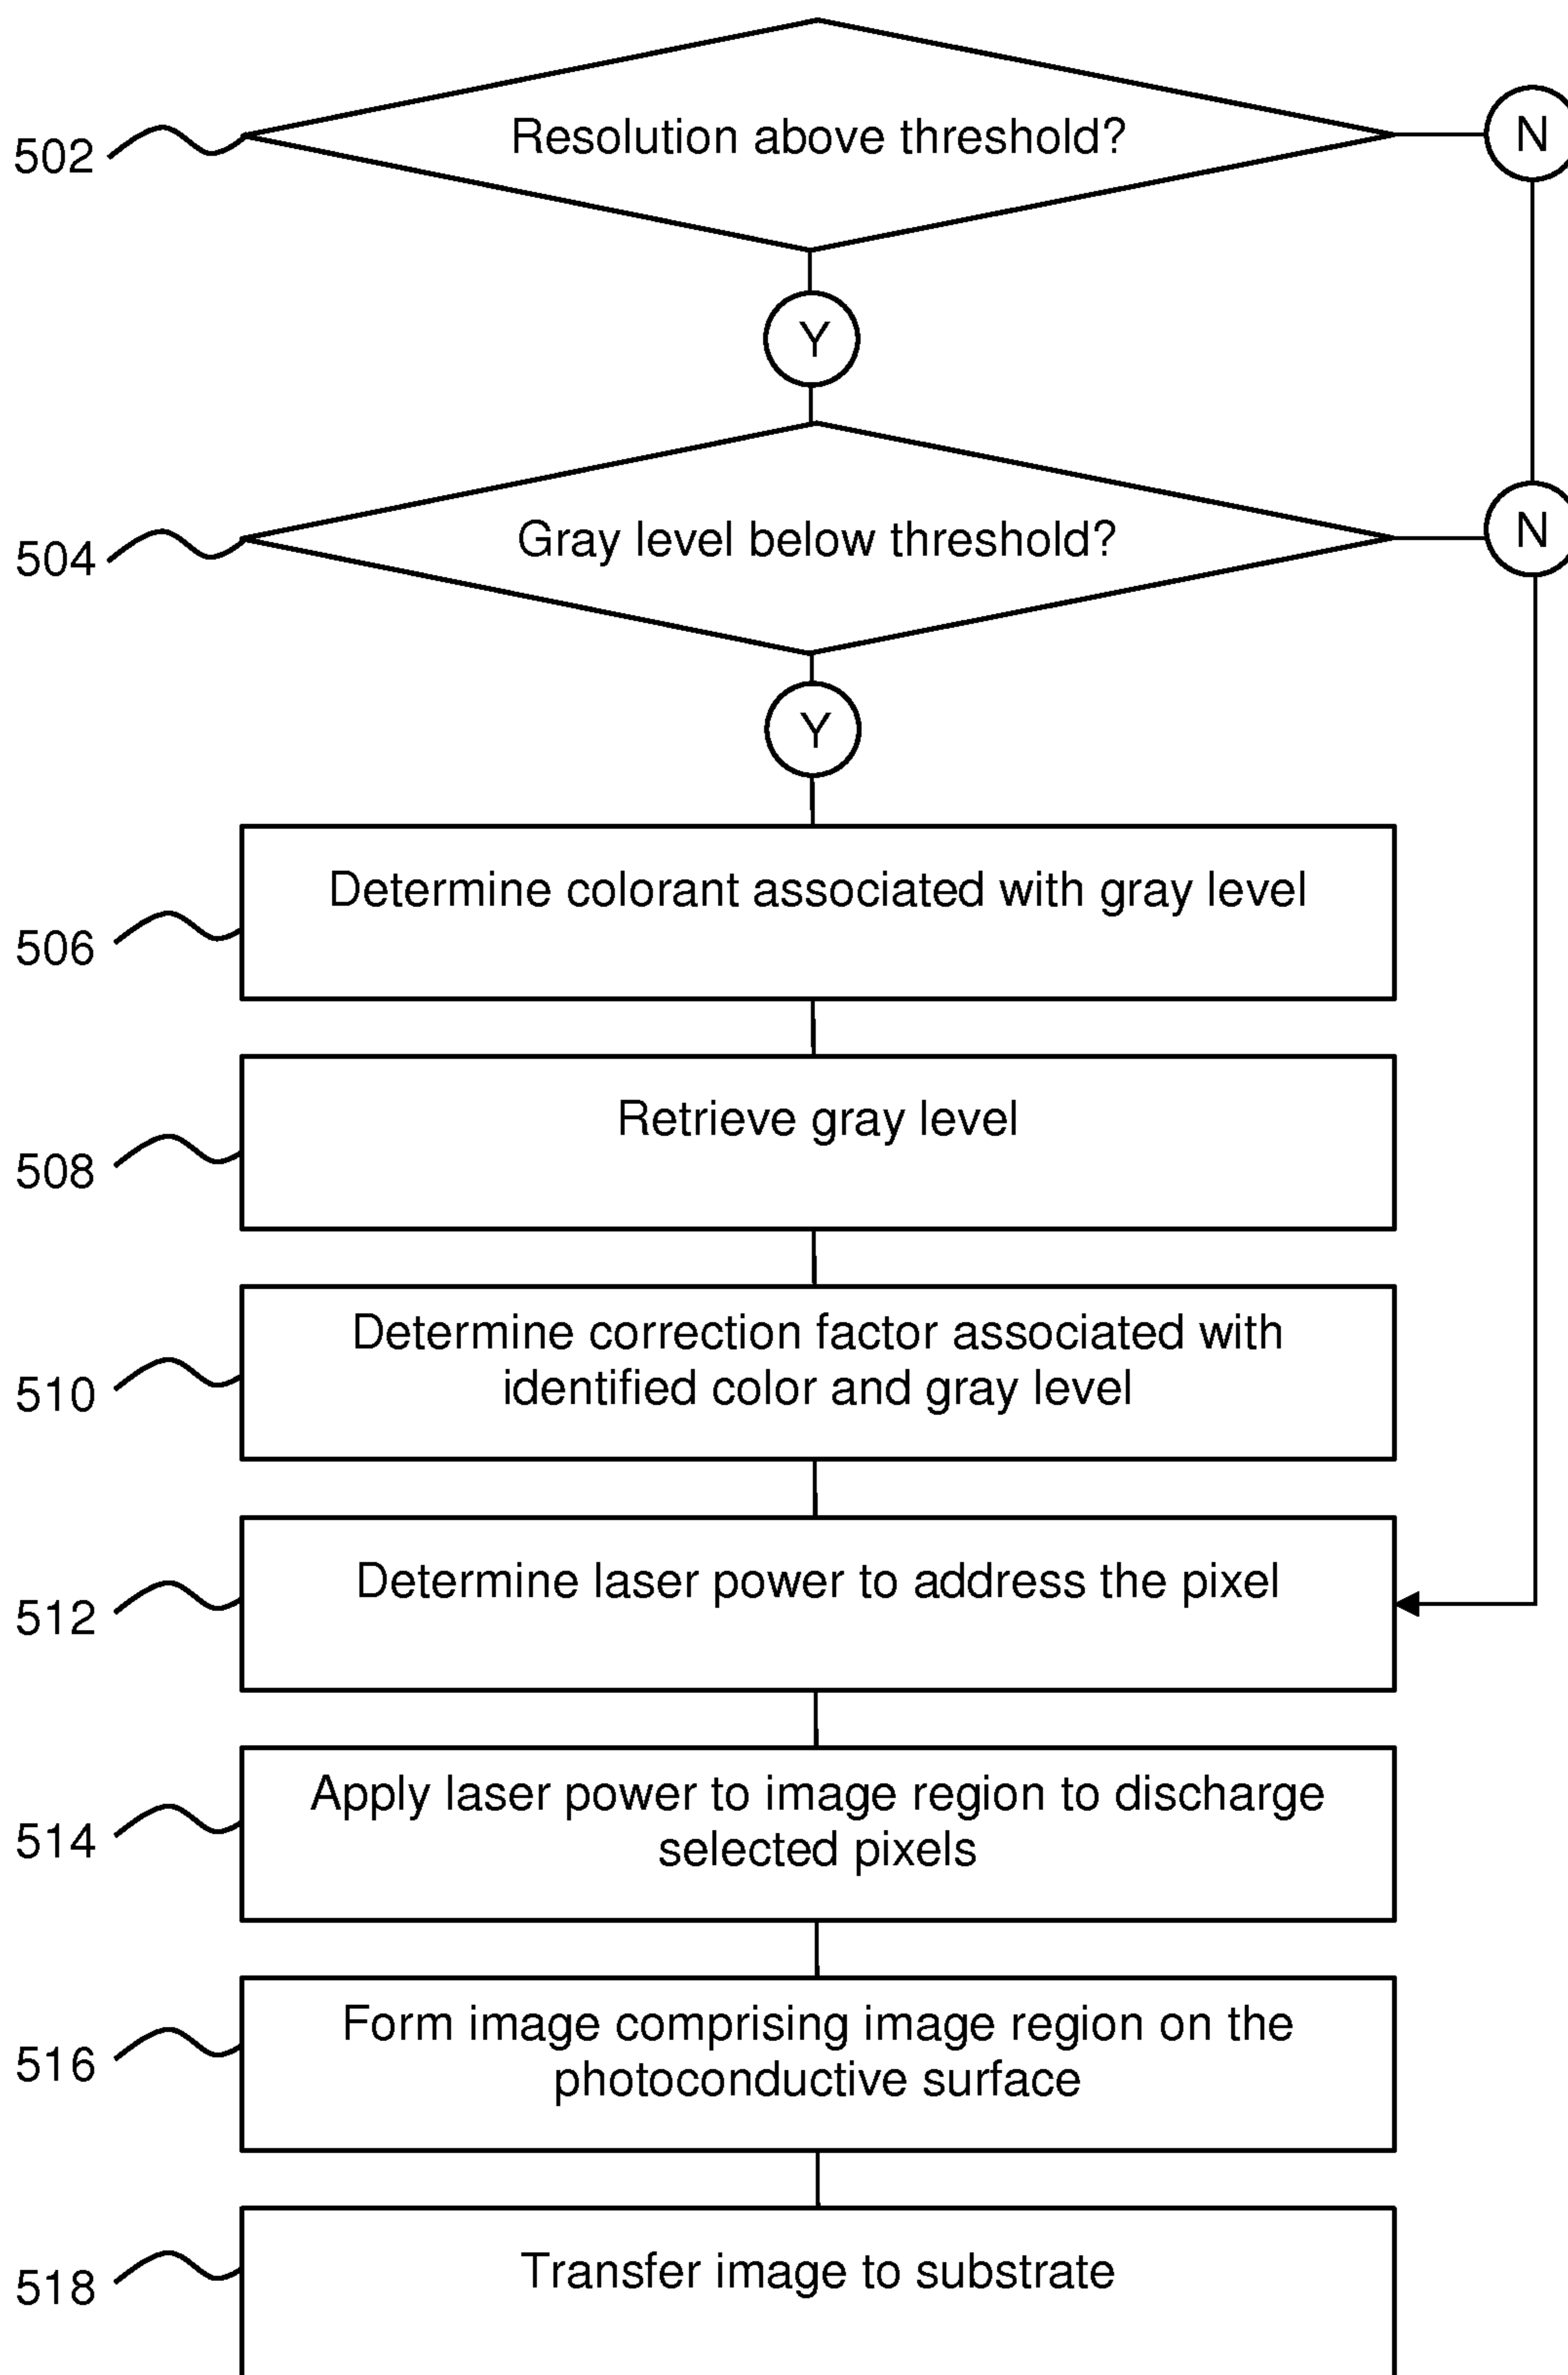 Resolution above threshold?
N
502
Y
Gray level below threshold?
N
504
Y
Determine colorant associated with gray level
506
Retrieve gray level
508
Determine correction factor associated with
identified color and gray level
510
Determine laser power to address the pixel
512
Apply laser power to image region to discharge
selected pixels
514
Form image comprising image region on the
photoconductive surface
516
Transfer image to substrate
518